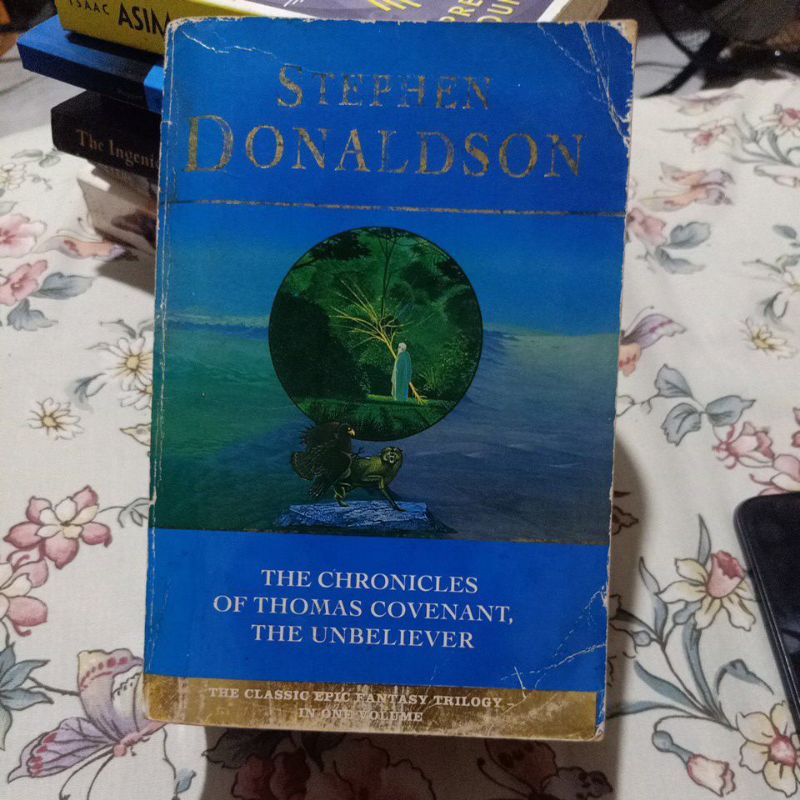 ISAAC ASIM
The Ingeni
STEPHEN
DONALDSON
THE CHRONICLES
OF THOMAS COVENANT,
THE UNBELIEVER
THE CLASSIC EPIC FANTASY TRILOGY –
IN ONE VOLUME